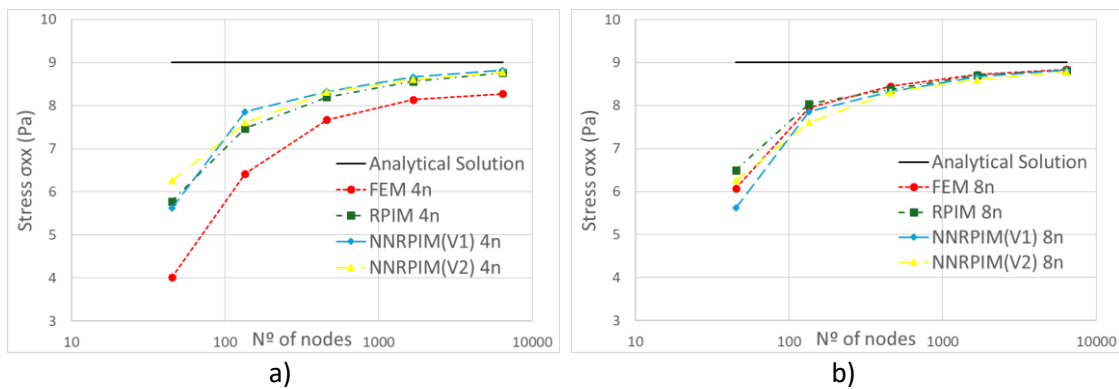 Stress σxx (Pa)
10
9
8
7
6
5
4
3
Analytical Solution
FEM 4n
RPIM 4n
NNRPIM(V1) 4n
NNRPIM(V2) 4n
10
100
1000
10000
Nº of nodes
a)
Stress σxx (Pa)
10
9
8
7
6
5
4
3
Analytical Solution
FEM 8n
RPIM 8n
NNRPIM(V1) 8n
NNRPIM(V2) 8n
10
100
1000
10000
Nº of nodes
b)